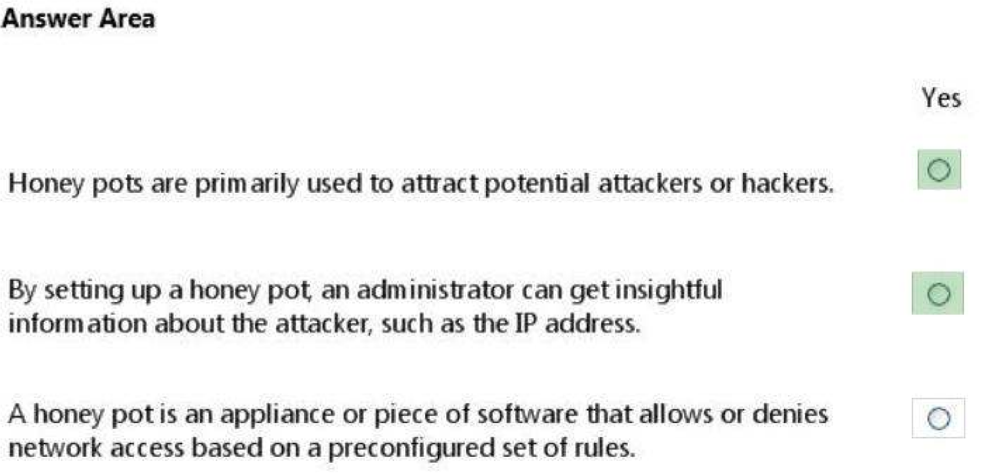 Answer Area
Yes
Honey pots are primarily used to attract potential attackers or hackers.
By setting up a honey pot, an administrator can get insightful
information about the attacker, such as the IP address.
A honey pot is an appliance or piece of software that allows or denies
network access based on a preconfigured set of rules.